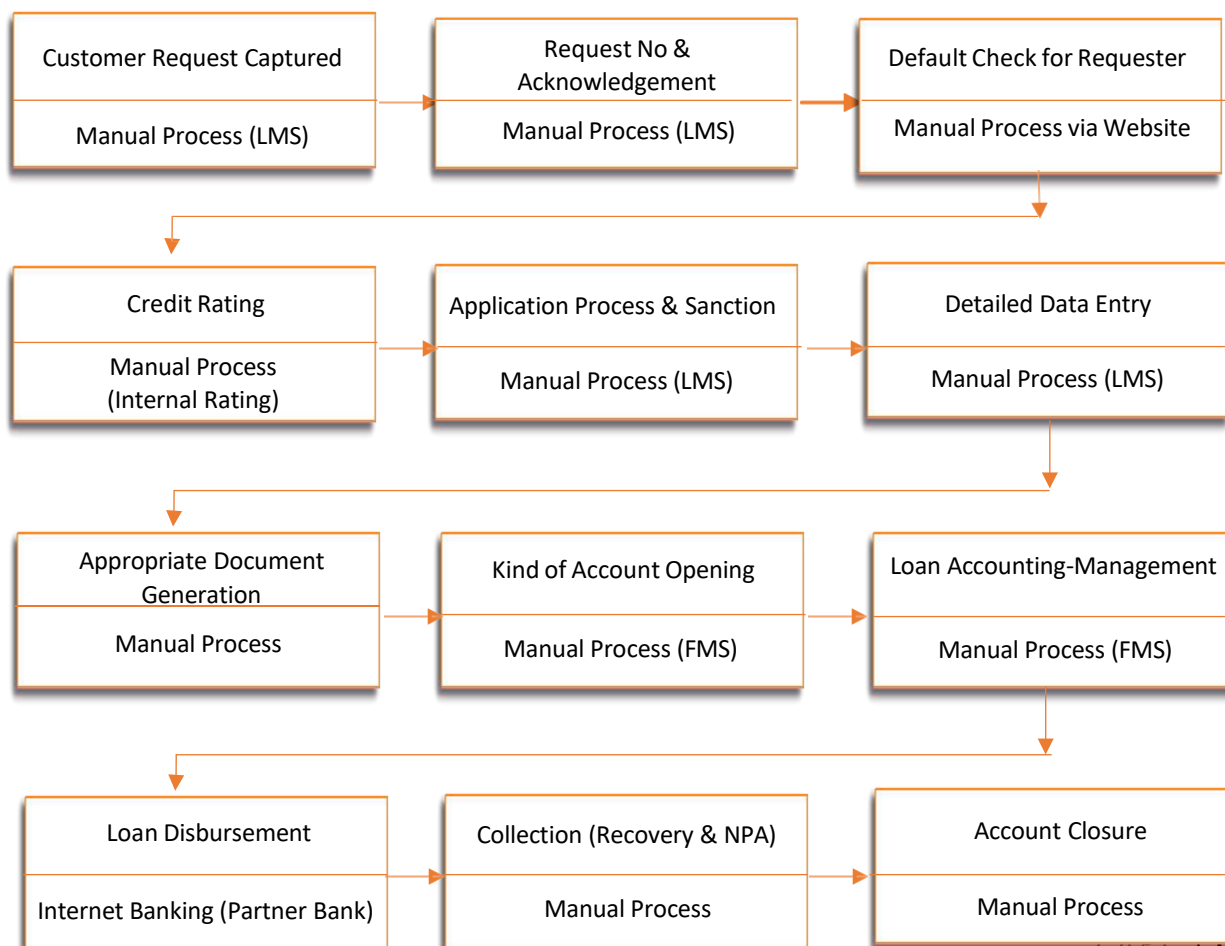 Customer Request Captured
Manual Process (LMS)
Request No &
Acknowledgement
Manual Process (LMS)
Default Check for Requester
Manual Process via Website
Credit Rating
Manual Process
(Internal Rating)
Application Process & Sanction
Manual Process (LMS)
Detailed Data Entry
Manual Process (LMS)
Appropriate Document
Generation
Manual Process
Kind of Account Opening
Manual Process (FMS)
Loan Accounting-Management
Manual Process (FMS)
Loan Disbursement
Internet Banking (Partner Bank)
Collection (Recovery & NPA)
Manual Process
Account Closure
Manual Process